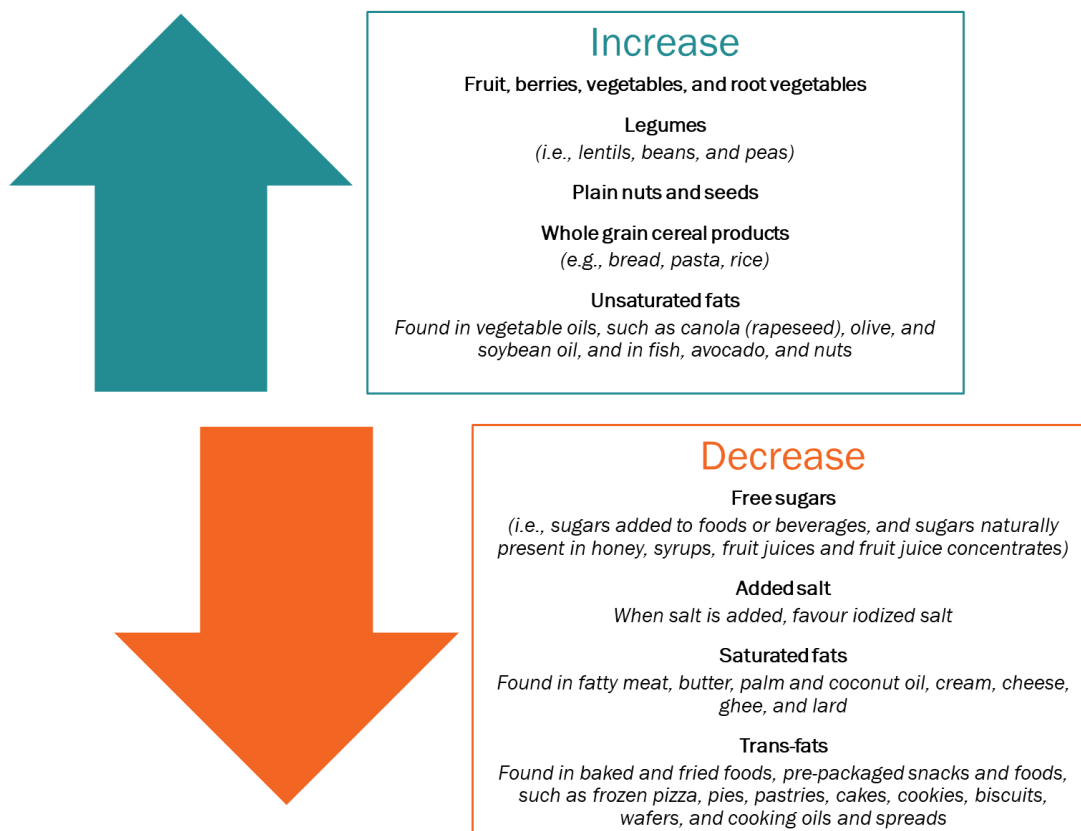 Increase
Fruit, berries, vegetables, and root vegetables
Legumes
(i.e., lentils, beans, and peas)
Plain nuts and seeds
Whole grain cereal products
(e.g., bread, pasta, rice)
Unsaturated fats
Found in vegetable oils, such as canola (rapeseed), olive, and
soybean oil, and in fish, avocado, and nuts
Decrease
Free sugars
(i.e., sugars added to foods or beverages, and sugars naturally
present in honey, syrups, fruit juices and fruit juice concentrates)
Added salt
When salt is added, favour iodized salt
Saturated fats
Found in fatty meat, butter, palm and coconut oil, cream, cheese,
ghee, and lard
Trans-fats
Found in baked and fried foods, pre-packaged snacks and foods,
such as frozen pizza, pies, pastries, cakes, cookies, biscuits,
wafers, and cooking oils and spreads